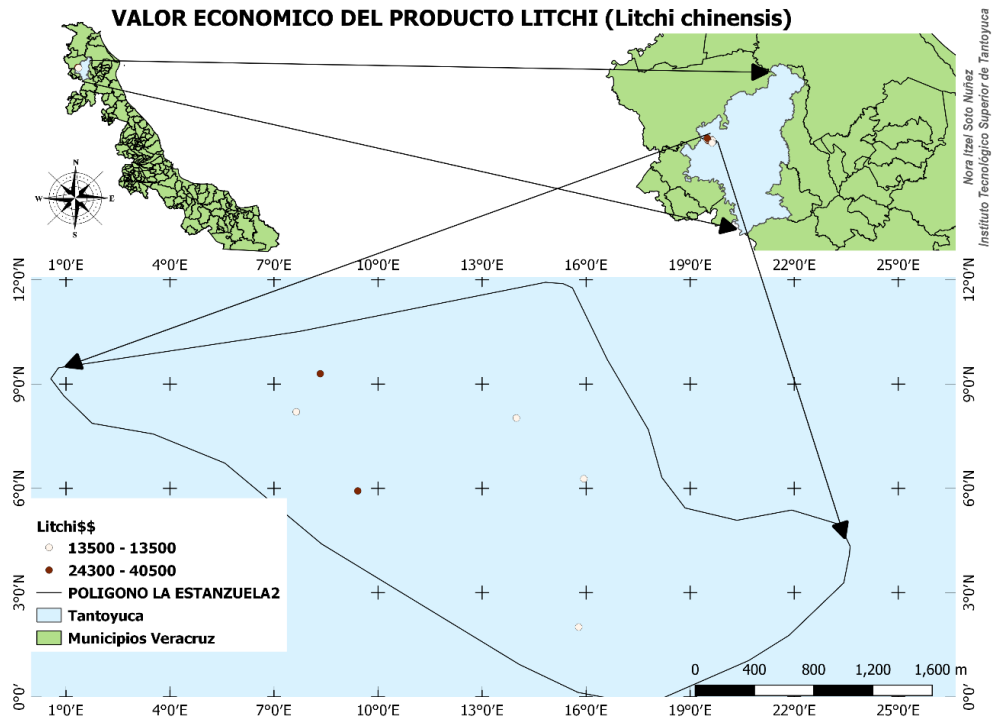 VALOR ECONOMICO DEL PRODUCTO LITCHI (Litchi chinensis)
Nora Itzel Soto Nuñez
Instituto Tecnológico Superior de Tantoyuca
N
W
E
S
1°0'E 4°0'E 7°0'E 10°0'E 13°0'E 16°0'E 19°0'E 22°0'E 25°0'E
12°0'N 12°0'N
9°0'N 9°0'N
6°0'N 6°0'N
3°0'N 3°0'N
0°0' 0°0'
Litchi$$
13500 - 13500
24300 - 40500
POLIGONO LA ESTANZUELA2
Tantoyuca
Municipios Veracruz
0 400 800 1,200 1,600 m
1°0'E 4°0'E 7°0'E 10°0'E 13°0'E 16°0'E 19°0'E 22°0'E 25°0'E